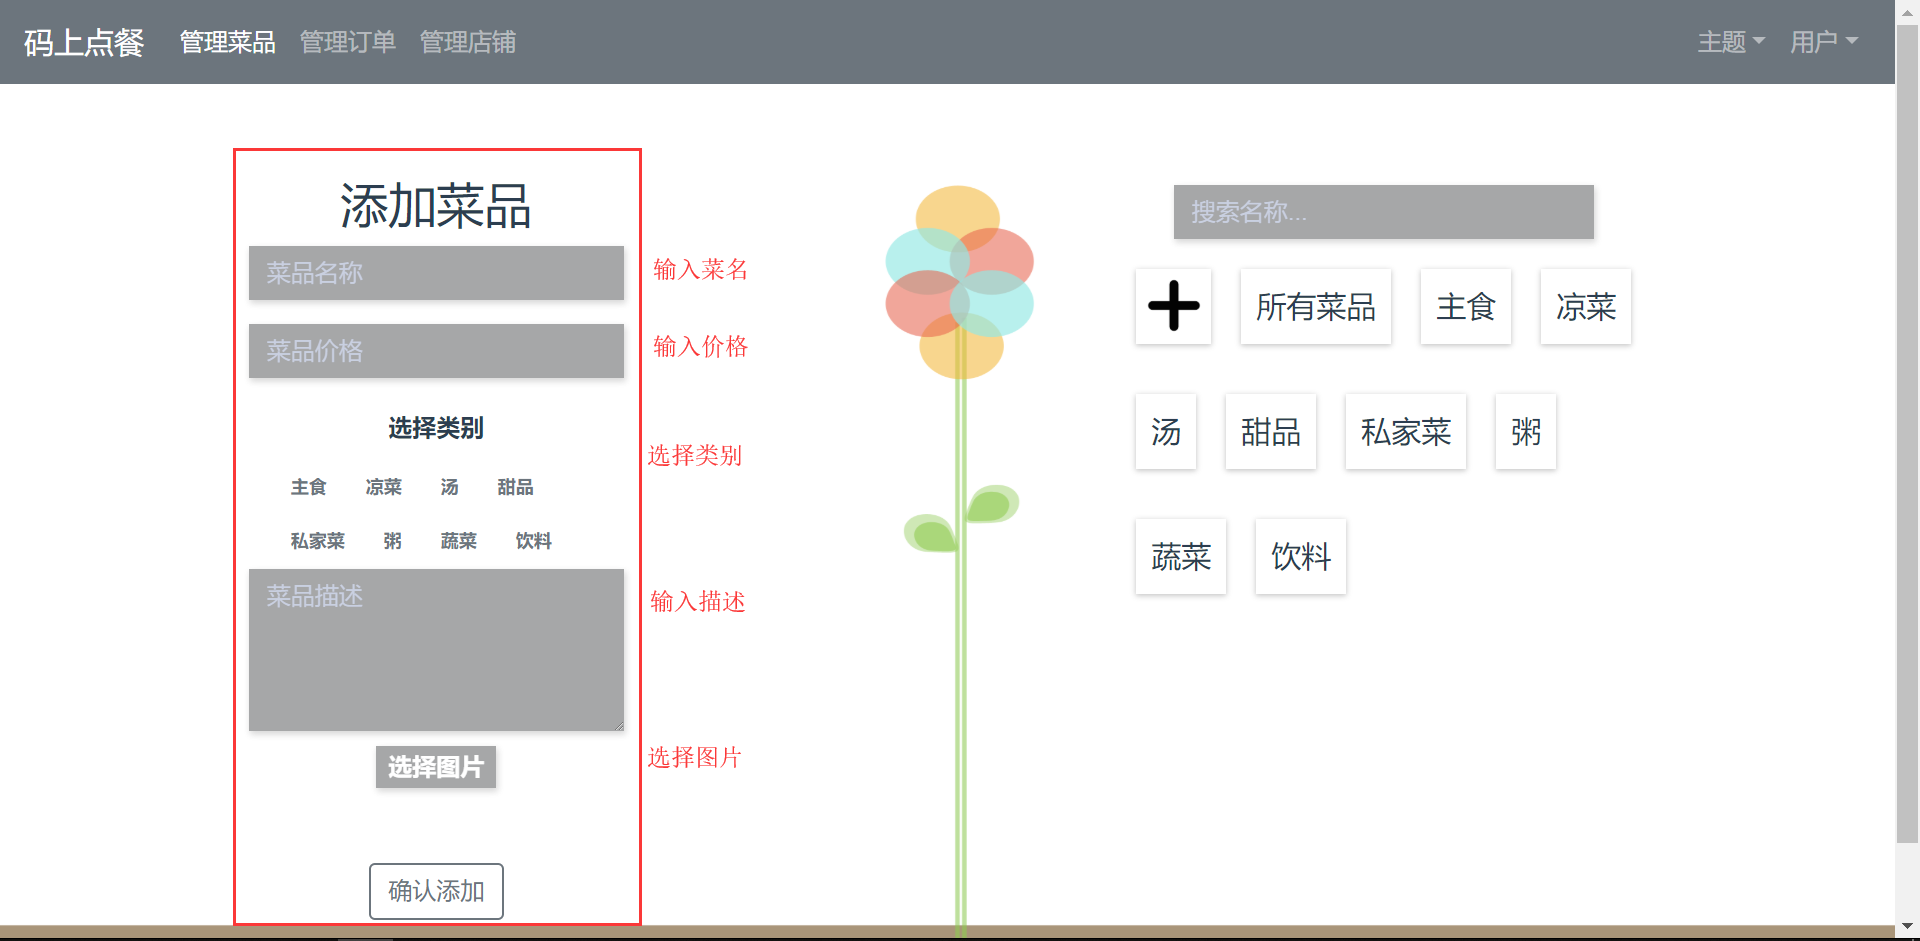 码上点餐 管理菜品 管理订单 管理店铺 主题 用户
添加菜品
菜品名称 输入菜名
菜品价格 输入价格
选择类别 选择类别
主食 凉菜 汤 甜品
私家菜 粥 蔬菜 饮料
菜品描述 输入描述
选择图片 选择图片
确认添加
搜索名称...
所有菜品 主食 凉菜
汤 甜品 私家菜 粥
蔬菜 饮料